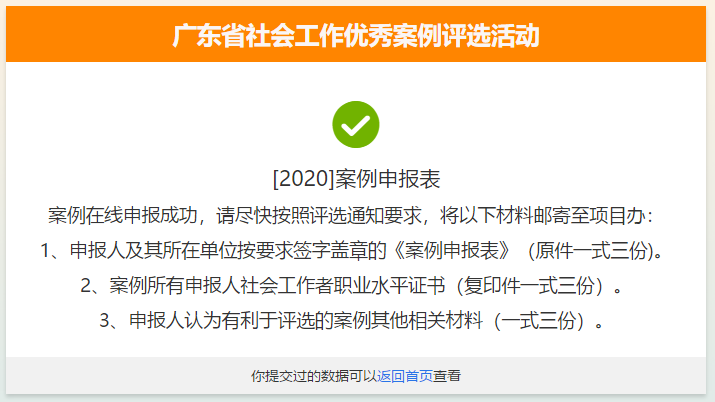 广东省社会工作优秀案例评选活动
[2020]案例申报表
案例在线申报成功，请尽快按照评选通知要求，将以下材料邮寄至项目办：
1、申报人及其所在单位按要求签字盖章的《案例申报表》（原件一式三份)。
2、案例所有申报人社会工作者职业水平证书（复印件一式三份）。
3、申报人认为有利于评选的案例其他相关材料（一式三份）。
你提交过的数据可以返回首页查看